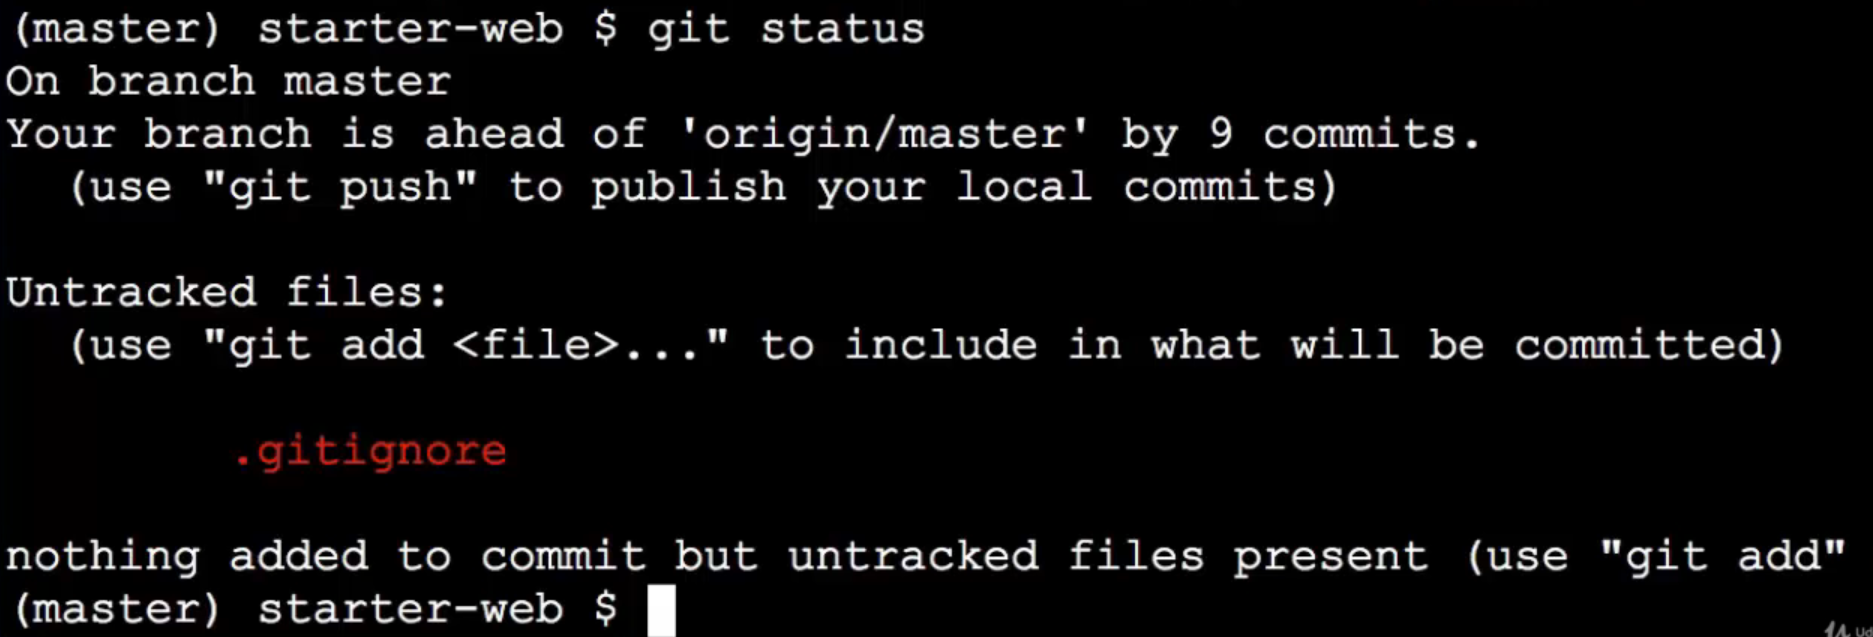 (master) starter-web $ git status
On branch master
Your branch is ahead of 'origin/master' by 9 commits.
  (use "git push" to publish your local commits)
Untracked files:
  (use "git add <file>..." to include in what will be committed)
        .gitignore
nothing added to commit but untracked files present (use "git add"
(master) starter-web $